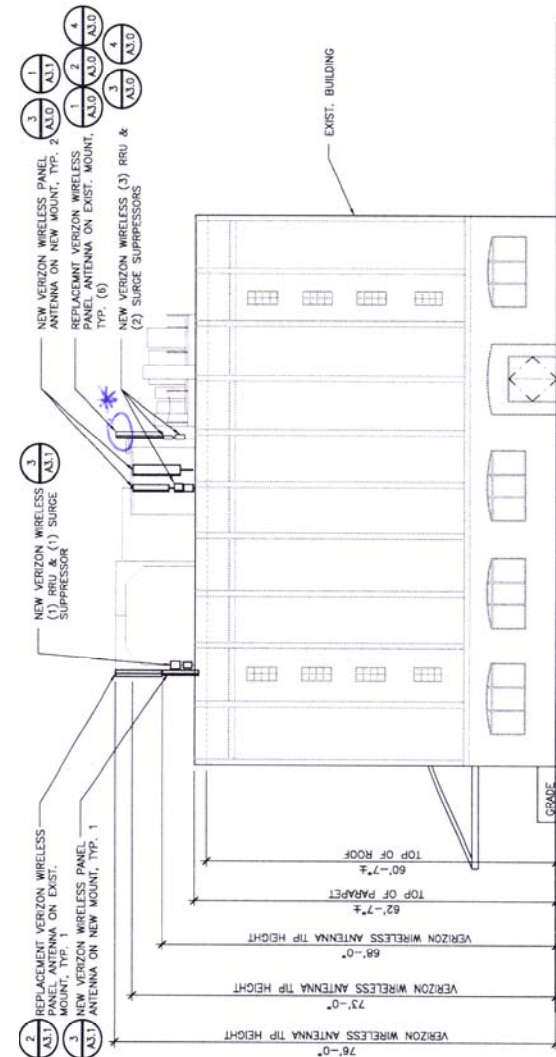 2
A3.1
REPLACEMENT VERIZON WIRELESS
PANEL ANTENNA ON EXIST.
MOUNT, TYP. 1
3
A3.1
NEW VERIZON WIRELESS PANEL
ANTENNA ON NEW MOUNT, TYP. 1
NEW VERIZON WIRELESS
(1) RRU & (1) SURGE
SUPPRESSOR
3
A3.1
NEW VERIZON WIRELESS PANEL
ANTENNA ON NEW MOUNT, TYP. 2
3
A3.0
1
A3.1
REPLACEMNT VERIZON WIRELESS
PANEL ANTENNA ON EXIST. MOUNT,
TYP. (6)
1
A3.0
2
A3.0
4
A3.0
NEW VERIZON WIRELESS (3) RRU &
(2) SURGE SUPRPESSORS
3
A3.0
4
A3.0
EXIST. BUILDING
76'-0"
VERIZON WIRELESS ANTENNA TIP HEIGHT
73'-0"
VERIZON WIRELESS ANTENNA TIP HEIGHT
68'-0"
VERIZON WIRELESS ANTENNA TIP HEIGHT
62'-7"±
TOP OF PARAPET
60'-7"±
TOP OF ROOF
GRADE